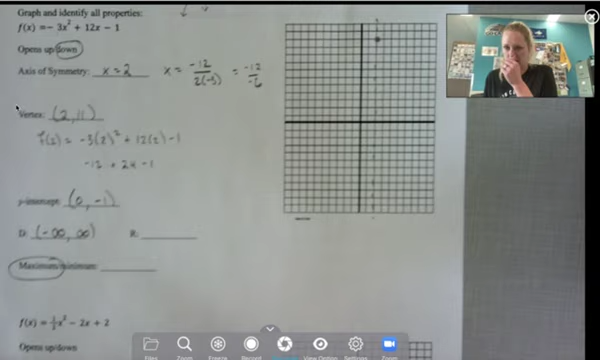 Graph and identify all properties:
f(x) = − 3x² + 12x − 1
Opens up/down
Axis of Symmetry: x = 2 x = -12 / 2(-3) = -12 / -6
Vertex: (2, 11)
f(2) = -3(2)² + 12(2) - 1
-12 + 24 - 1
y-intercept: (0, -1)
D: (-∞, ∞) R:
Maximum/minimum:
f(x) = ½x² − 2x + 2
Opens up/down
Files Zoom Freeze Record View Option Settings Zoom